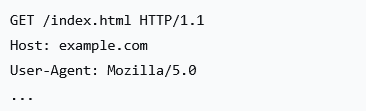 GET /index.html HTTP/1.1
Host: example.com
User-Agent: Mozilla/5.0
...